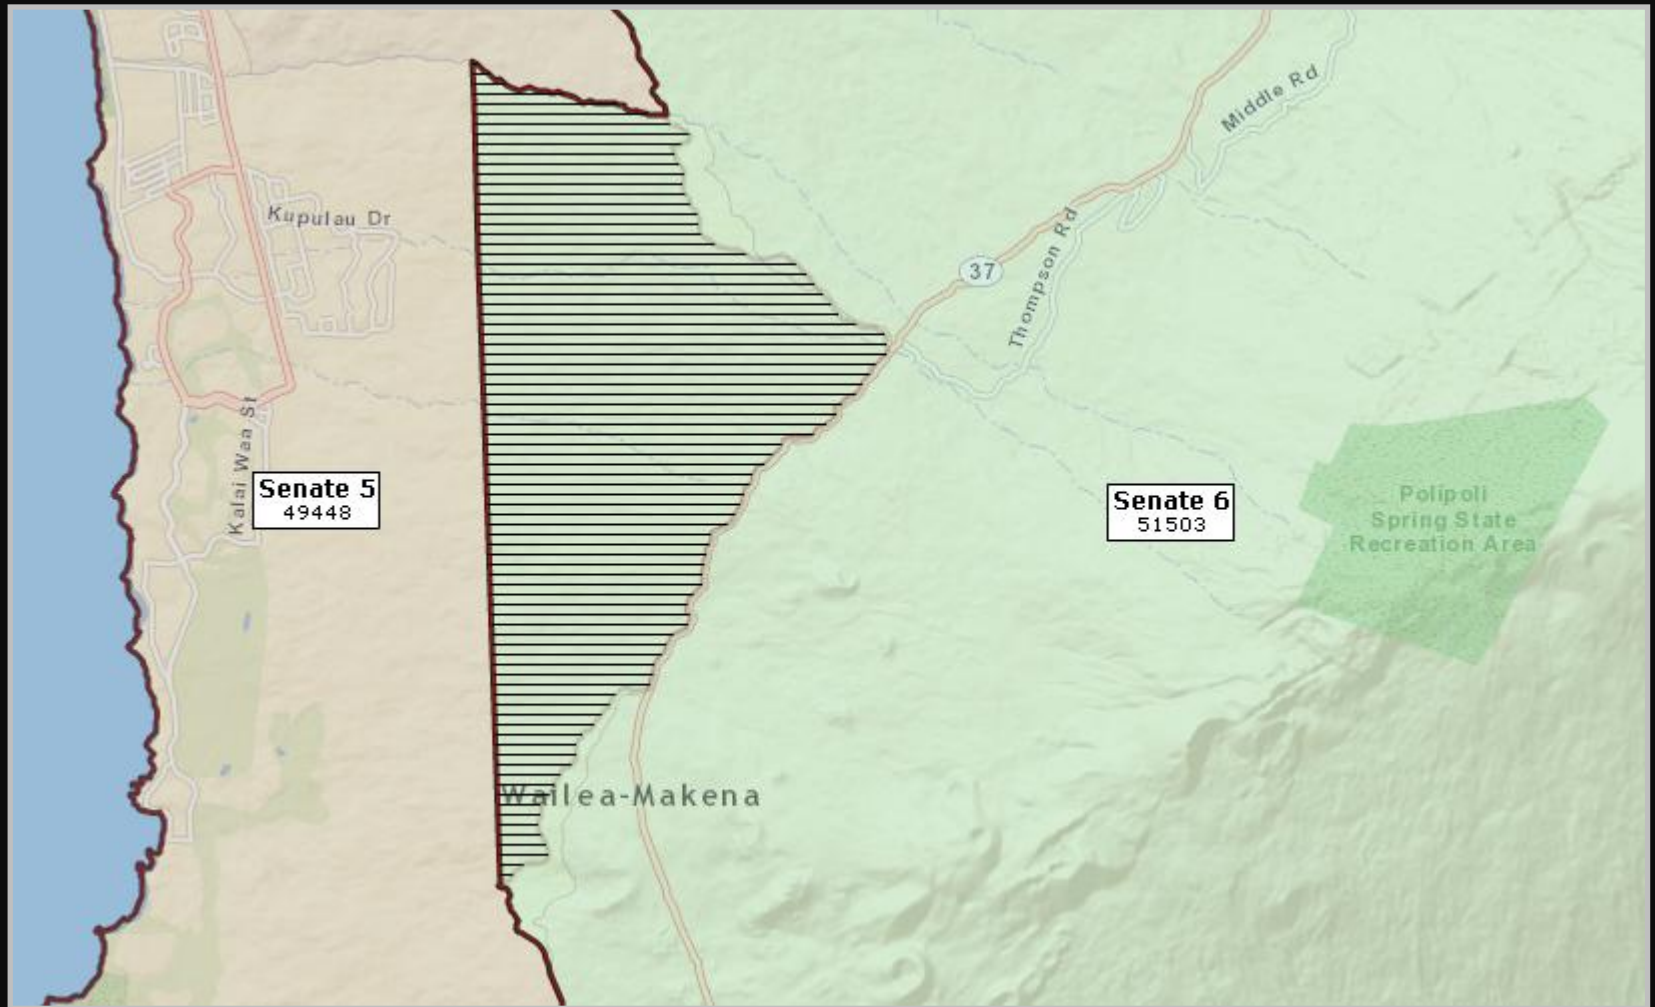 Middle Rd
Kupulau Dr
37
Thompson Rd
Kalai Waa St
Senate 5
49448
Senate 6
51503
Polipoli
Spring State
Recreation Area
Wailea-Makena